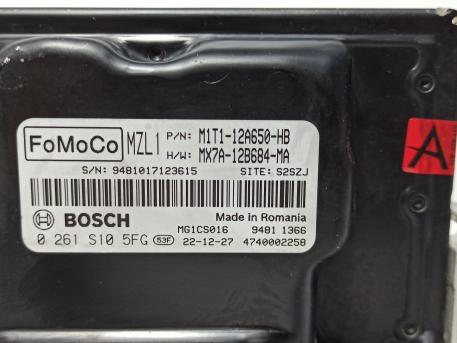 FoMoCo MZL1 P/N: M1T1-12A650-HB
H/W: MX7A-12B684-MA
S/N: 9481017123615 SITE: S2SZJ
BOSCH Made in Romania
MG1CS016 9481 1366
0 261 S10 5FG 53F 22-12-27 4740002258
A